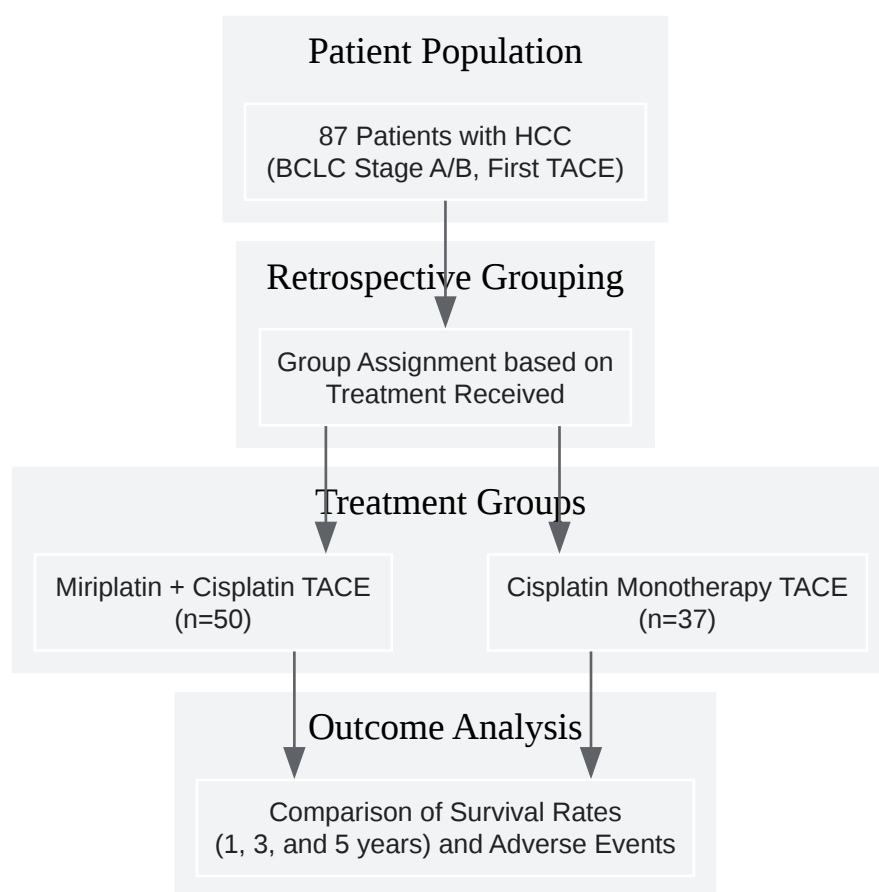 Patient Population
87 Patients with HCC
(BCLC Stage A/B, First TACE)
Retrospective Grouping
Group Assignment based on
Treatment Received
Treatment Groups
Miriplatin + Cisplatin TACE
(n=50)
Cisplatin Monotherapy TACE
(n=37)
Outcome Analysis
Comparison of Survival Rates
(1, 3, and 5 years) and Adverse Events